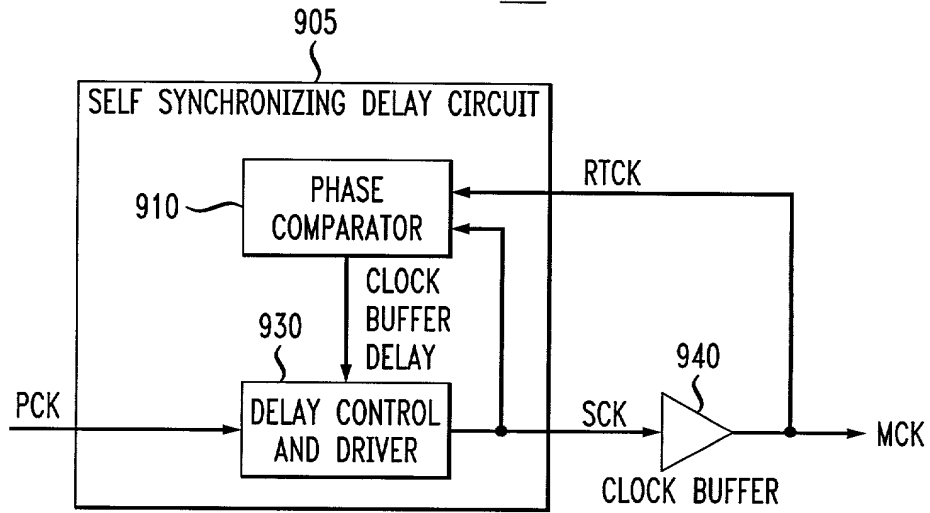 905
SELF SYNCHRONIZING DELAY CIRCUIT
RTCK
910
PHASE
COMPARATOR
CLOCK
BUFFER
DELAY
930
940
PCK
DELAY CONTROL
AND DRIVER
SCK
MCK
CLOCK BUFFER